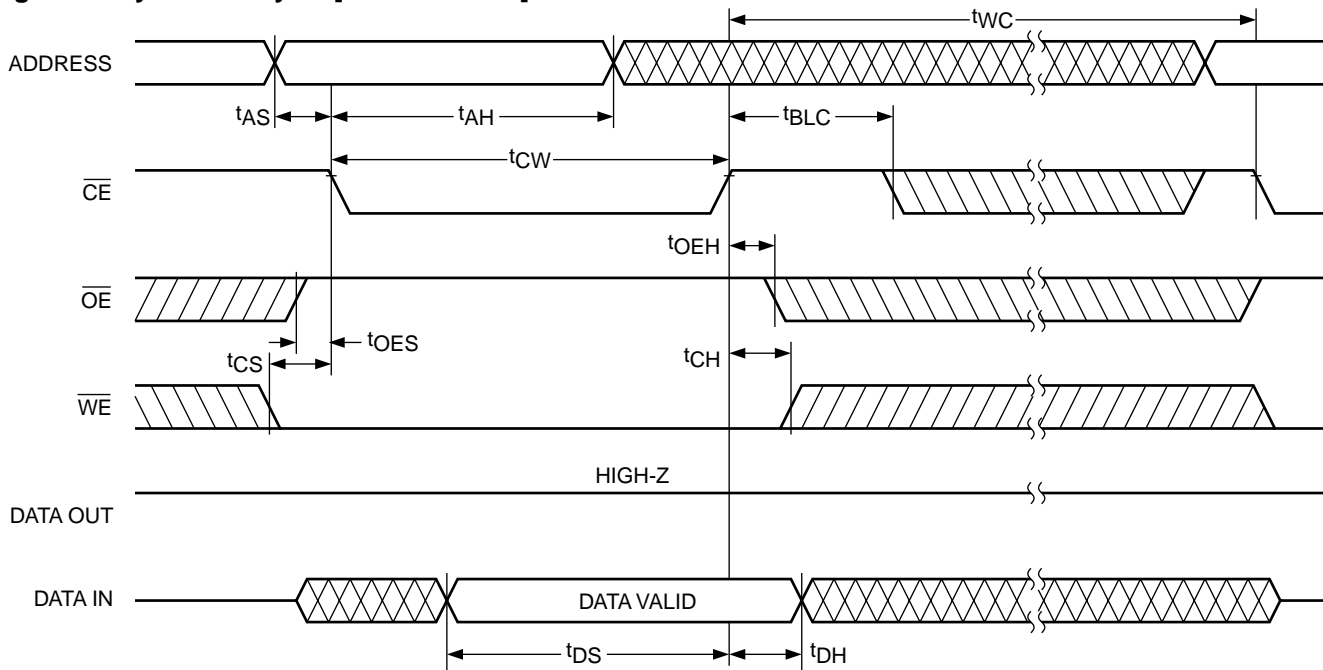 tWC
ADDRESS
tAS
tAH
tBLC
tCW
CE
tOEH
OE
tOES
tCS
tCH
WE
HIGH-Z
DATA OUT
DATA IN
DATA VALID
tDS
tDH